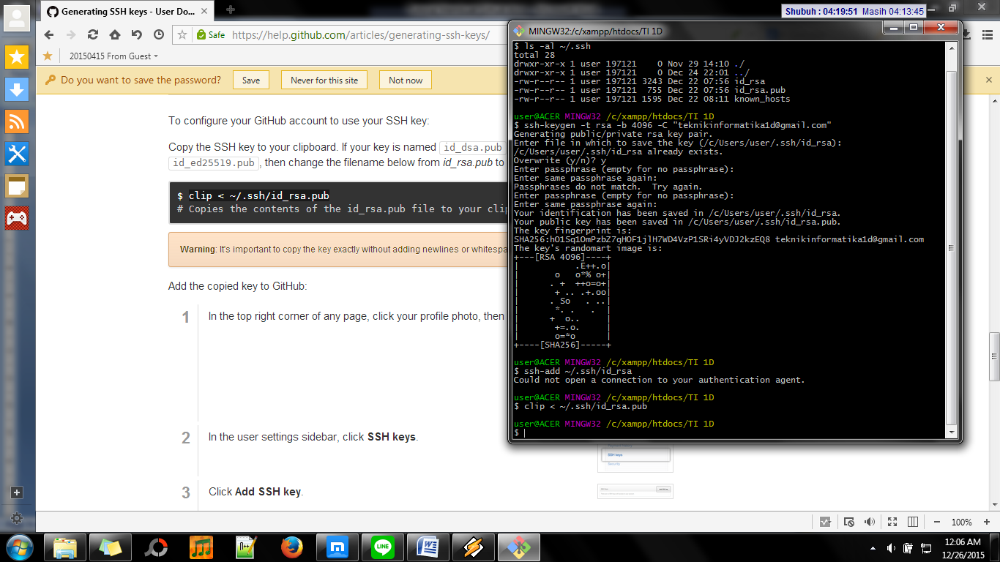 Generating SSH keys - User Do...
Shubuh : 04:19:51 Masih 04:13:45
Safe https://help.github.com/articles/generating-ssh-keys/
20150415 From Guest
Do you want to save the password? Save Never for this site Not now
To configure your GitHub account to use your SSH key:
Copy the SSH key to your clipboard. If your key is named id_dsa.pub
id_ed25519.pub , then change the filename below from id_rsa.pub to
$ clip < ~/.ssh/id_rsa.pub
# Copies the contents of the id_rsa.pub file to your clip
Warning: It's important to copy the key exactly without adding newlines or whitespa
Add the copied key to GitHub:
1 In the top right corner of any page, click your profile photo, then
2 In the user settings sidebar, click SSH keys.
3 Click Add SSH key.
SSH keys
Security
MINGW32:/c/xampp/htdocs/TI 1D
$ ls -al ~/.ssh
total 28
drwxr-xr-x 1 user 197121    0 Nov 29 14:10 ./
drwxr-xr-x 1 user 197121    0 Dec 24 22:01 ../
-rw-r--r-- 1 user 197121 3243 Dec 22 07:56 id_rsa
-rw-r--r-- 1 user 197121  755 Dec 22 07:56 id_rsa.pub
-rw-r--r-- 1 user 197121 1595 Dec 22 08:11 known_hosts
user@ACER MINGW32 /c/xampp/htdocs/TI 1D
$ ssh-keygen -t rsa -b 4096 -C "teknikinformatika1d@gmail.com"
Generating public/private rsa key pair.
Enter file in which to save the key (/c/Users/user/.ssh/id_rsa):
/c/Users/user/.ssh/id_rsa already exists.
Overwrite (y/n)? y
Enter passphrase (empty for no passphrase):
Enter same passphrase again:
Passphrases do not match.  Try again.
Enter passphrase (empty for no passphrase):
Enter same passphrase again:
Your identification has been saved in /c/Users/user/.ssh/id_rsa.
Your public key has been saved in /c/Users/user/.ssh/id_rsa.pub.
The key fingerprint is:
SHA256:hO1Sq1OmPzbZ7qHOF1jlH7WD4VzP1SRi4yVDJ2kzEQ8 teknikinformatika1d@gmail.com
The key's randomart image is:
+---[RSA 4096]----+
|           .E++.o|
|       o   o*% o+|
|      . +  ++o=o+|
|       + .. .+.oo|
|      . So   . ..|
|       *. .   .  |
|      +  o..     |
|       +=.o.     |
|       o=*o      |
+----[SHA256]-----+
user@ACER MINGW32 /c/xampp/htdocs/TI 1D
$ ssh-add ~/.ssh/id_rsa
Could not open a connection to your authentication agent.
user@ACER MINGW32 /c/xampp/htdocs/TI 1D
$ clip < ~/.ssh/id_rsa.pub
user@ACER MINGW32 /c/xampp/htdocs/TI 1D
$
100%
LINE
12:06 AM
12/26/2015